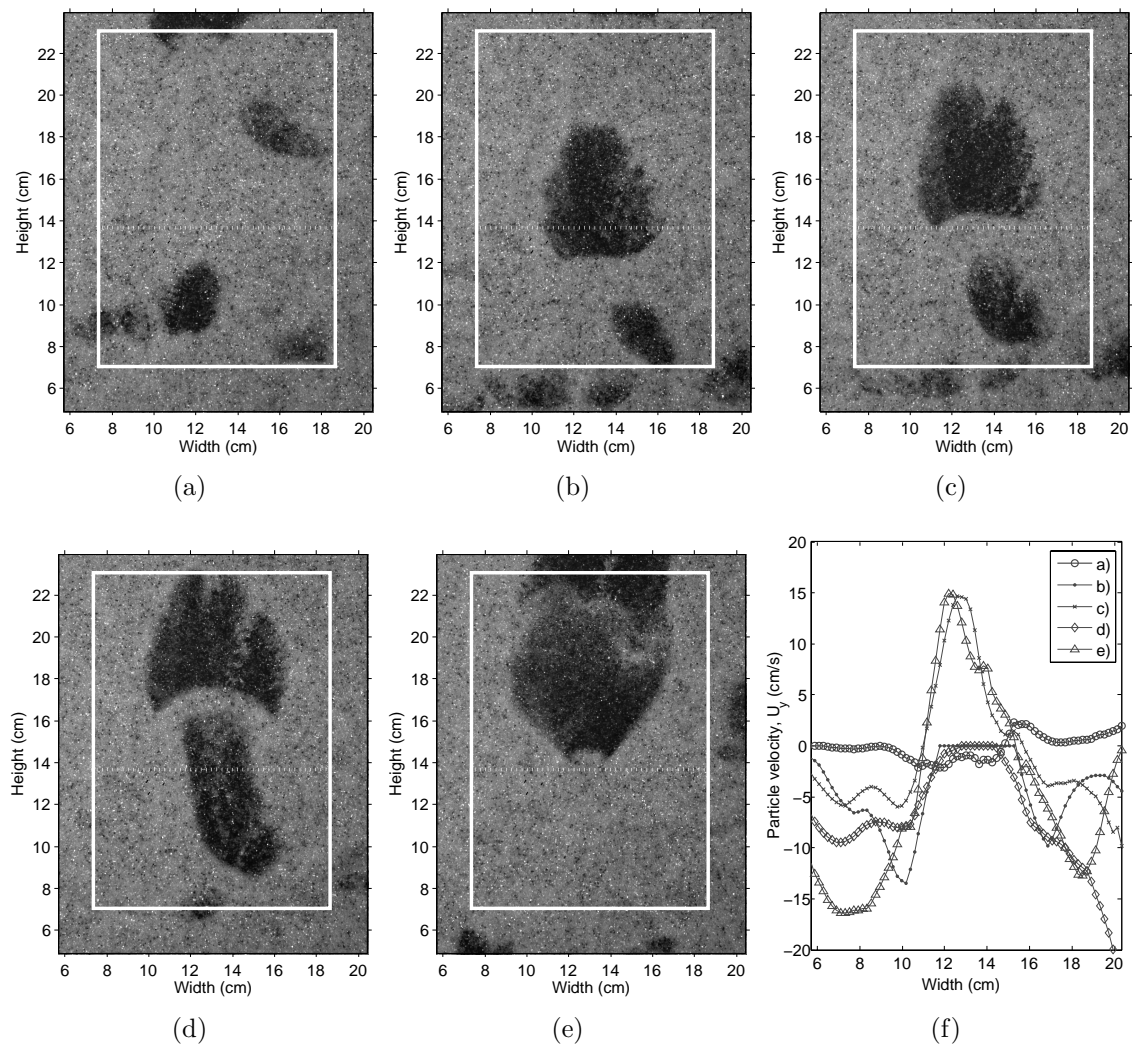 22
20
18
16
14
12
10
8
6
Height (cm)
6 8 10 12 14 16 18 20
Width (cm)
(a)
22
20
18
16
14
12
10
8
6
Height (cm)
6 8 10 12 14 16 18 20
Width (cm)
(b)
22
20
18
16
14
12
10
8
6
Height (cm)
6 8 10 12 14 16 18 20
Width (cm)
(c)
22
20
18
16
14
12
10
8
6
Height (cm)
6 8 10 12 14 16 18 20
Width (cm)
(d)
22
20
18
16
14
12
10
8
6
Height (cm)
6 8 10 12 14 16 18 20
Width (cm)
(e)
20
15
10
5
0
−5
−10
−15
−20
Particle velocity, U_y (cm/s)
a)
b)
c)
d)
e)
6 8 10 12 14 16 18 20
Width (cm)
(f)